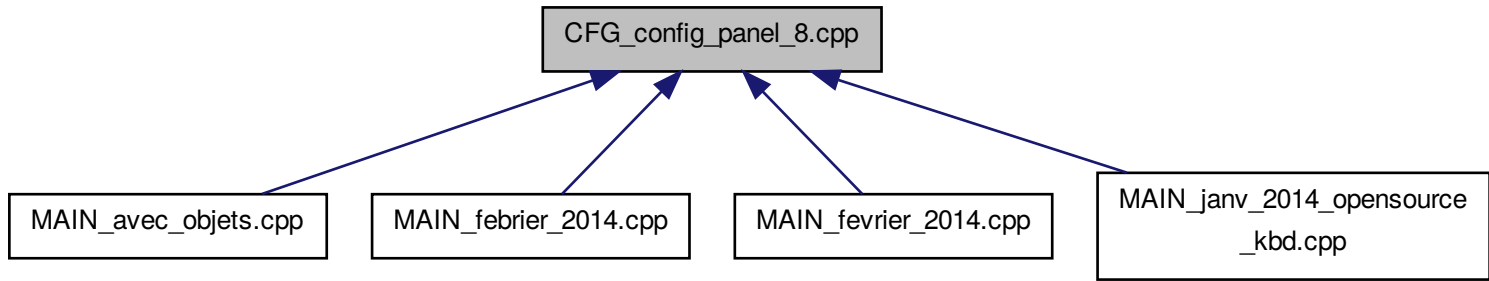 CFG_config_panel_8.cpp
MAIN_avec_objets.cpp
MAIN_febrier_2014.cpp
MAIN_fevrier_2014.cpp
MAIN_janv_2014_opensource
_kbd.cpp